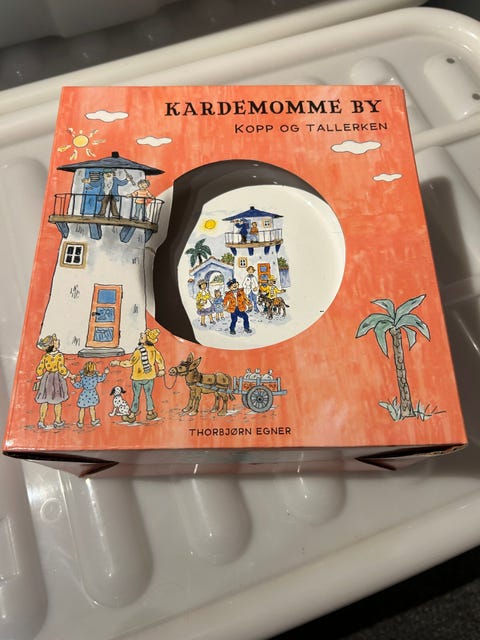 KARDEMOMME BY
KOPP OG TALLERKEN
THORBJØRN EGNER